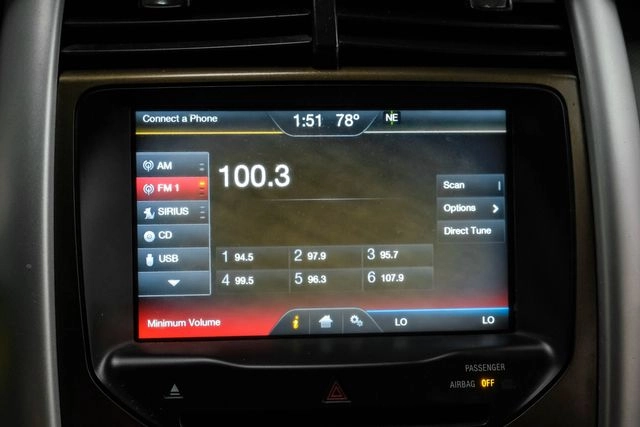 Connect a Phone 1:51 78° NE
AM
FM 1
SIRIUS
CD
USB
100.3
Scan
Options
Direct Tune
1 94.5 2 97.9 3 95.7
4 99.5 5 96.3 6 107.9
Minimum Volume i LO LO
PASSENGER
AIRBAG OFF